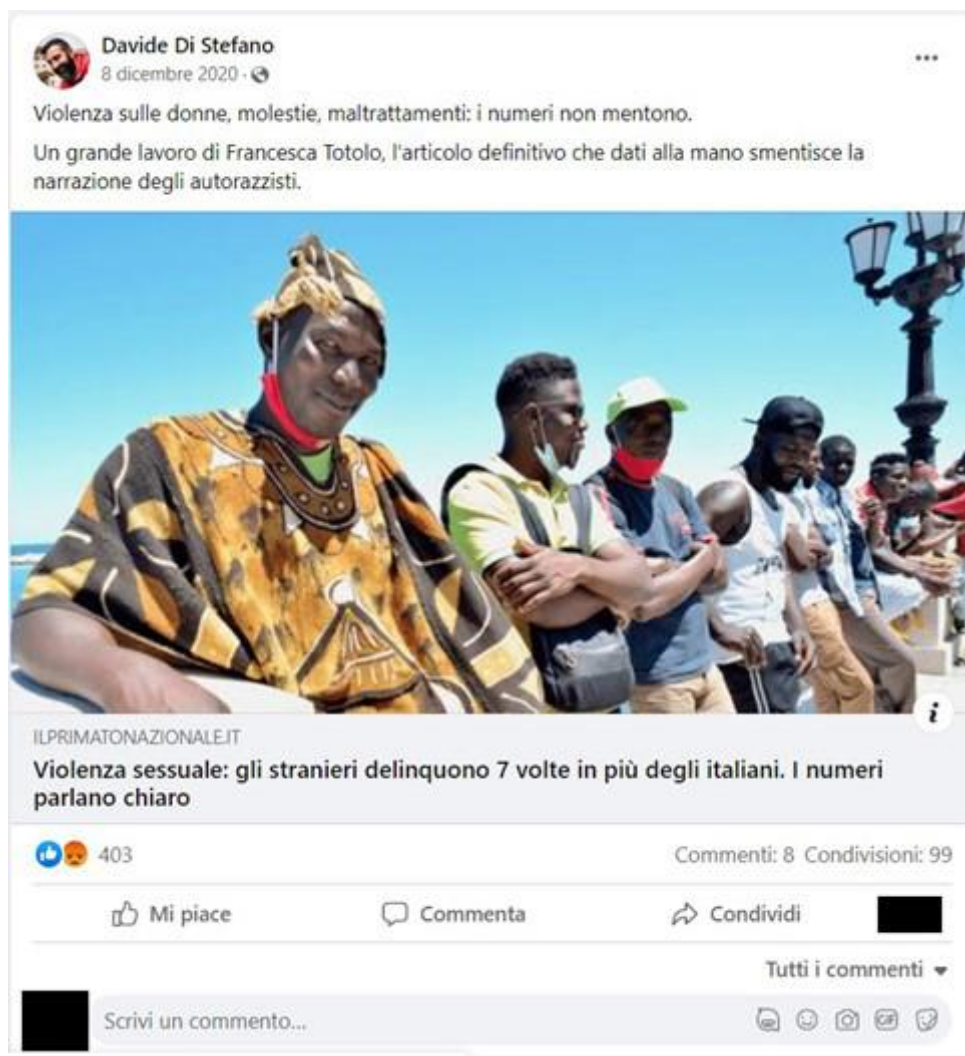 Davide Di Stefano
8 dicembre 2020 ·
Violenza sulle donne, molestie, maltrattamenti: i numeri non mentono.
Un grande lavoro di Francesca Totolo, l'articolo definitivo che dati alla mano smentisce la
narrazione degli autorazzisti.
i
ILPRIMATONAZIONALE.IT
Violenza sessuale: gli stranieri delinquono 7 volte in più degli italiani. I numeri
parlano chiaro
403
Commenti: 8 Condivisioni: 99
Mi piace
Commenta
Condividi
Tutti i commenti
Scrivi un commento...
GIF